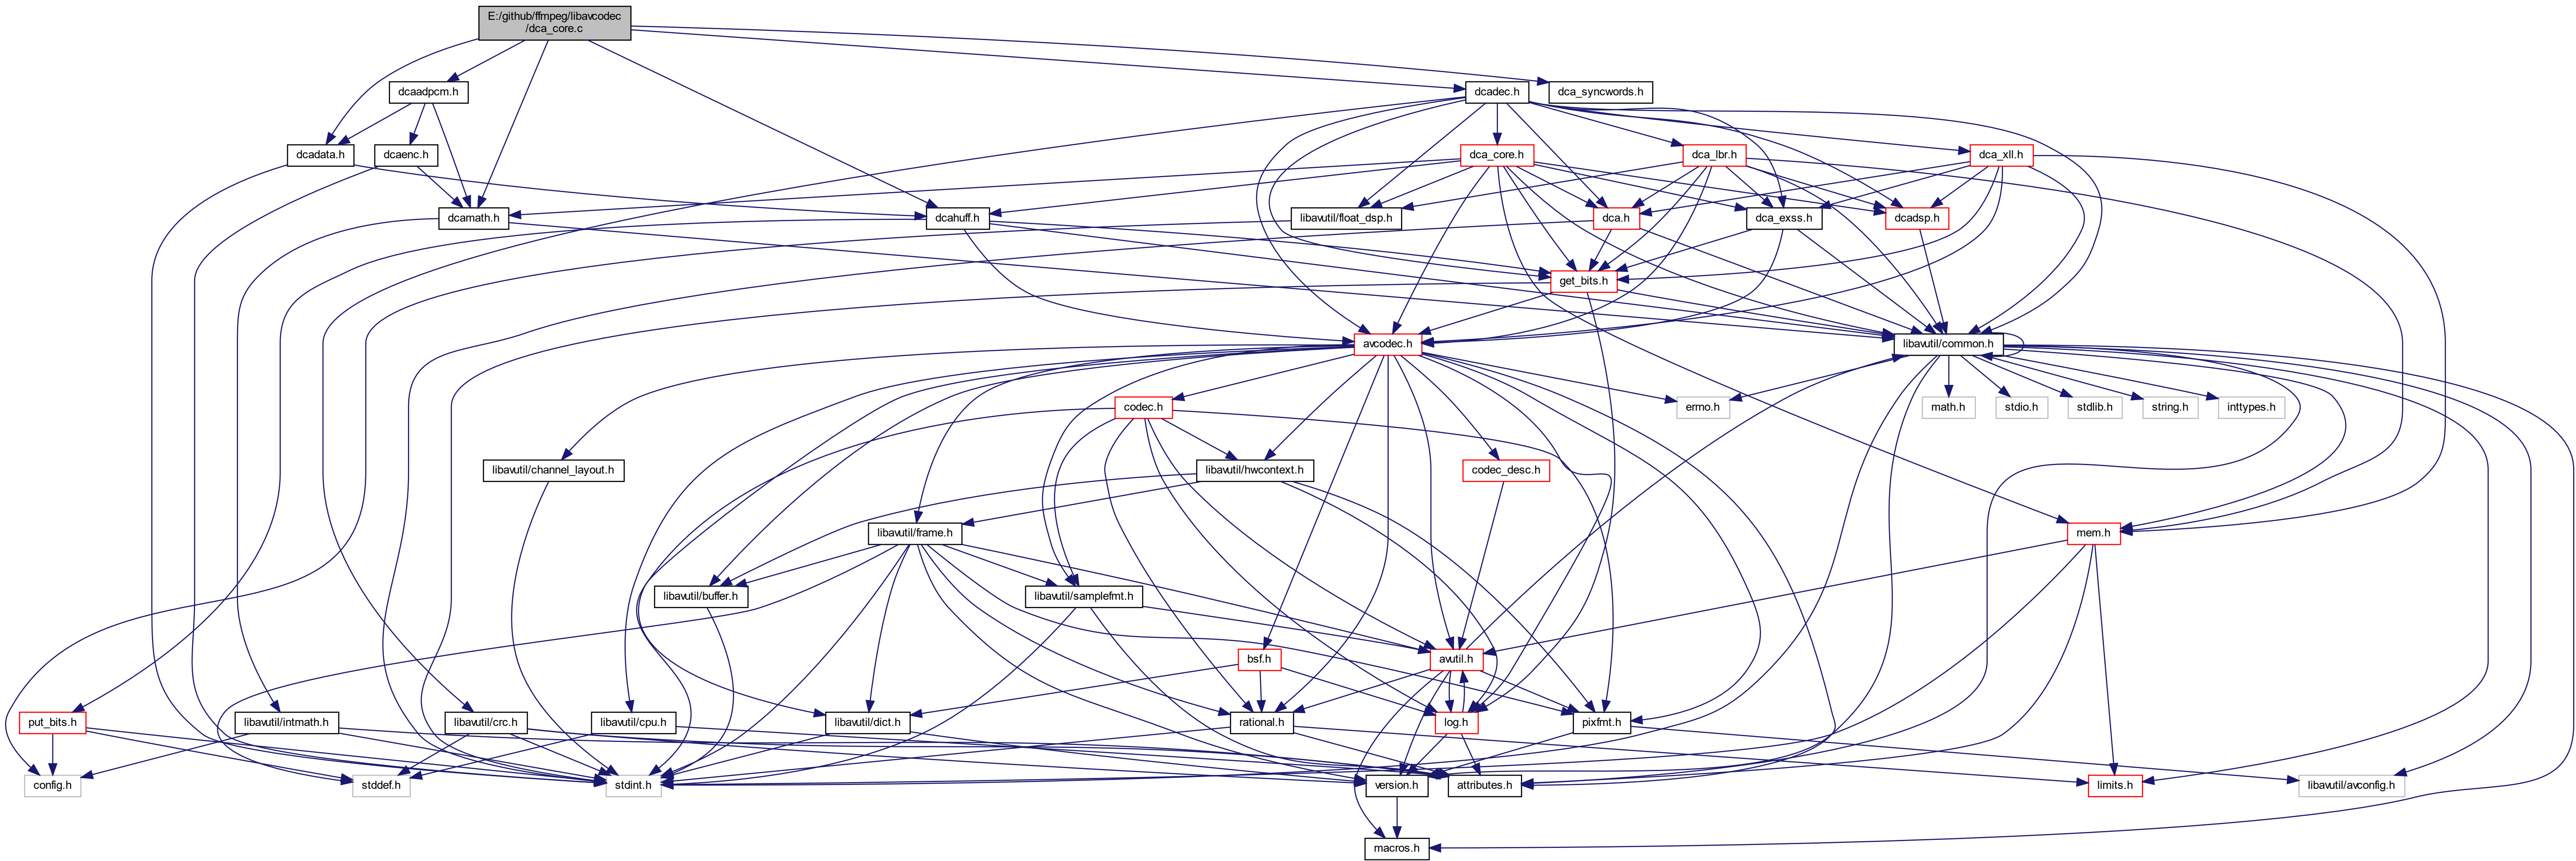 E:/github/ffmpeg/libavcodec
/dca_core.c
dcaadpcm.h
dcadec.h
dca_syncwords.h
dcadata.h
dcaenc.h
dca_core.h
dca_lbr.h
dca_xll.h
dcamath.h
dcahuff.h
libavutil/float_dsp.h
dca.h
dca_exss.h
dcadsp.h
get_bits.h
avcodec.h
libavutil/common.h
codec.h
errno.h
math.h
stdio.h
stdlib.h
string.h
inttypes.h
libavutil/channel_layout.h
libavutil/hwcontext.h
codec_desc.h
libavutil/frame.h
mem.h
libavutil/buffer.h
libavutil/samplefmt.h
bsf.h
avutil.h
put_bits.h
libavutil/intmath.h
libavutil/crc.h
libavutil/cpu.h
libavutil/dict.h
rational.h
log.h
pixfmt.h
config.h
stddef.h
stdint.h
version.h
attributes.h
limits.h
libavutil/avconfig.h
macros.h